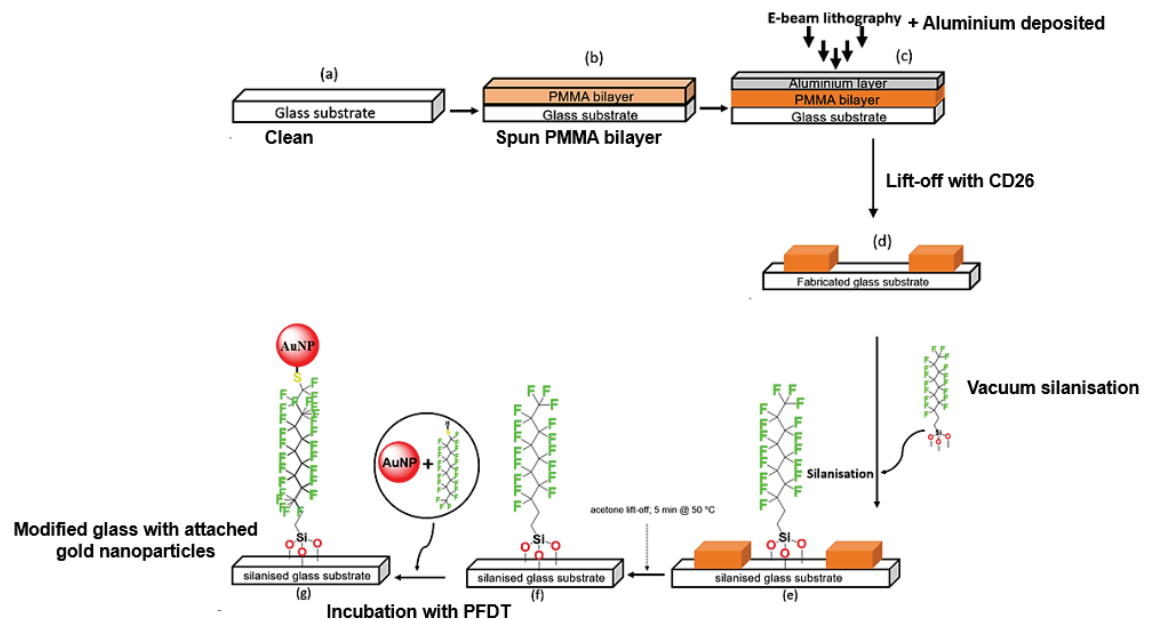 E-beam lithography + Aluminium deposited
(a)
Glass substrate
Clean
(b)
PMMA bilayer
Glass substrate
Spun PMMA bilayer
(c)
Aluminium layer
PMMA bilayer
Glass substrate
Lift-off with CD26
(d)
Fabricated glass substrate
Vacuum silanisation
F F F
F F
F F
F F
F F
F F
F F
Si
O O O
Silanisation
F F F
F F
F F
F F
F F
F F
F F
Si
O O O
silanised glass substrate
(e)
acetone lift-off; 5 min @ 50 °C
F F F
F F
F F
F F
F F
F F
F F
Si
O O O
silanised glass substrate
(f)
AuNP + 
H
S
Incubation with PFDT
AuNP
S
Si
O O O
silanised glass substrate
(g)
Modified glass with attached
gold nanoparticles